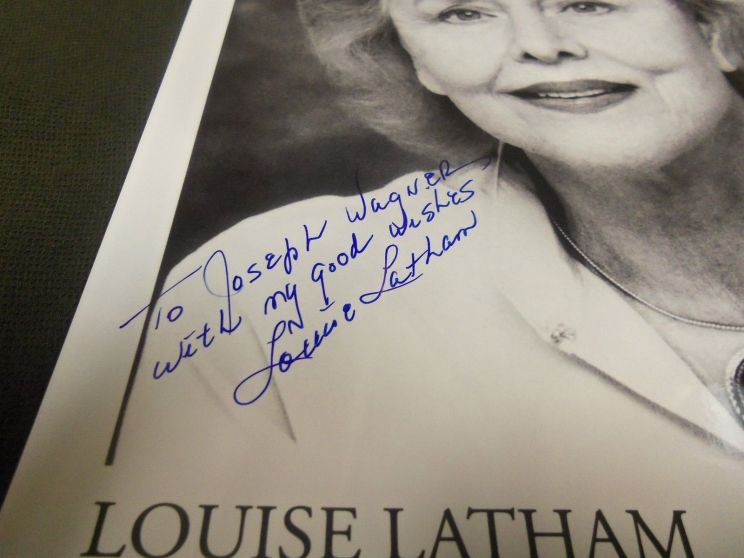 To Joseph Wagner
with my good wishes
Louise Latham
LOUISE LATHAM